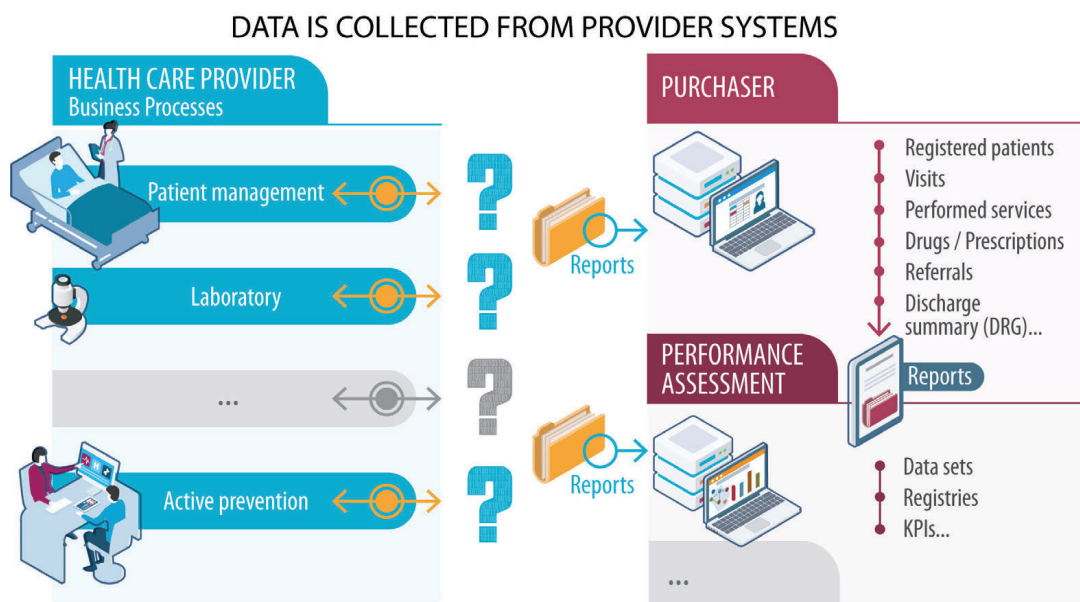 DATA IS COLLECTED FROM PROVIDER SYSTEMS
HEALTH CARE PROVIDER
Business Processes
Patient management
?
Laboratory
?
...
?
Active prevention
?
Reports
Reports
PURCHASER
Registered patients
Visits
Performed services
Drugs / Prescriptions
Referrals
Discharge
summary (DRG)...
PERFORMANCE
ASSESSMENT
Reports
Data sets
Registries
KPIs...
...